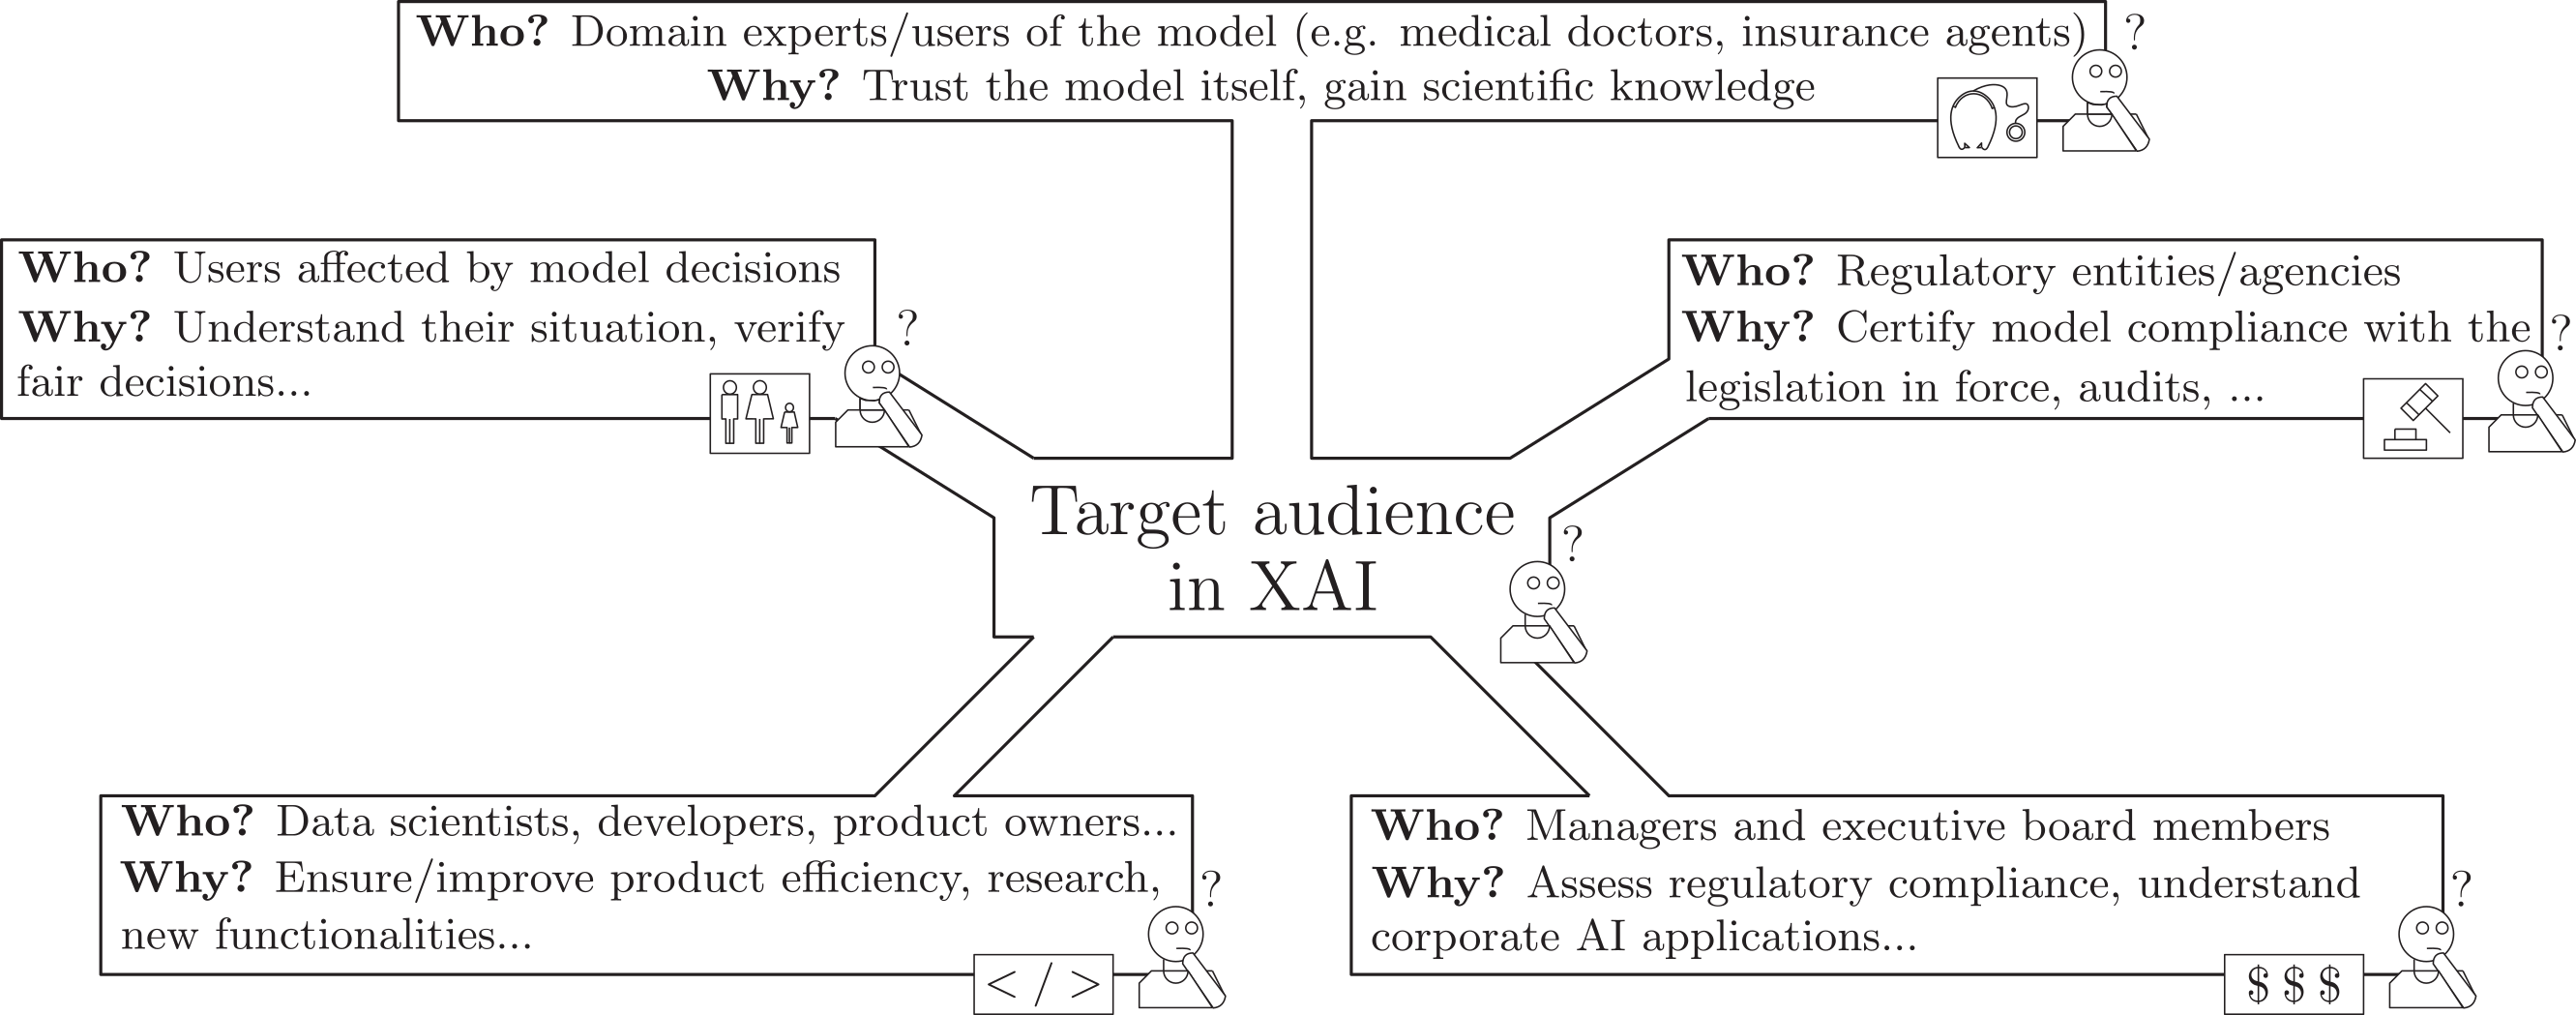 Who? Domain experts/users of the model (e.g. medical doctors, insurance agents) ?
Why? Trust the model itself, gain scientific knowledge
Who? Users affected by model decisions
Why? Understand their situation, verify ?
fair decisions...
Who? Regulatory entities/agencies
Why? Certify model compliance with the ?
legislation in force, audits, ...
Target audience
in XAI
?
Who? Data scientists, developers, product owners...
Why? Ensure/improve product efficiency, research, ?
new functionalities...
< / >
Who? Managers and executive board members
Why? Assess regulatory compliance, understand ?
corporate AI applications...
$ $ $